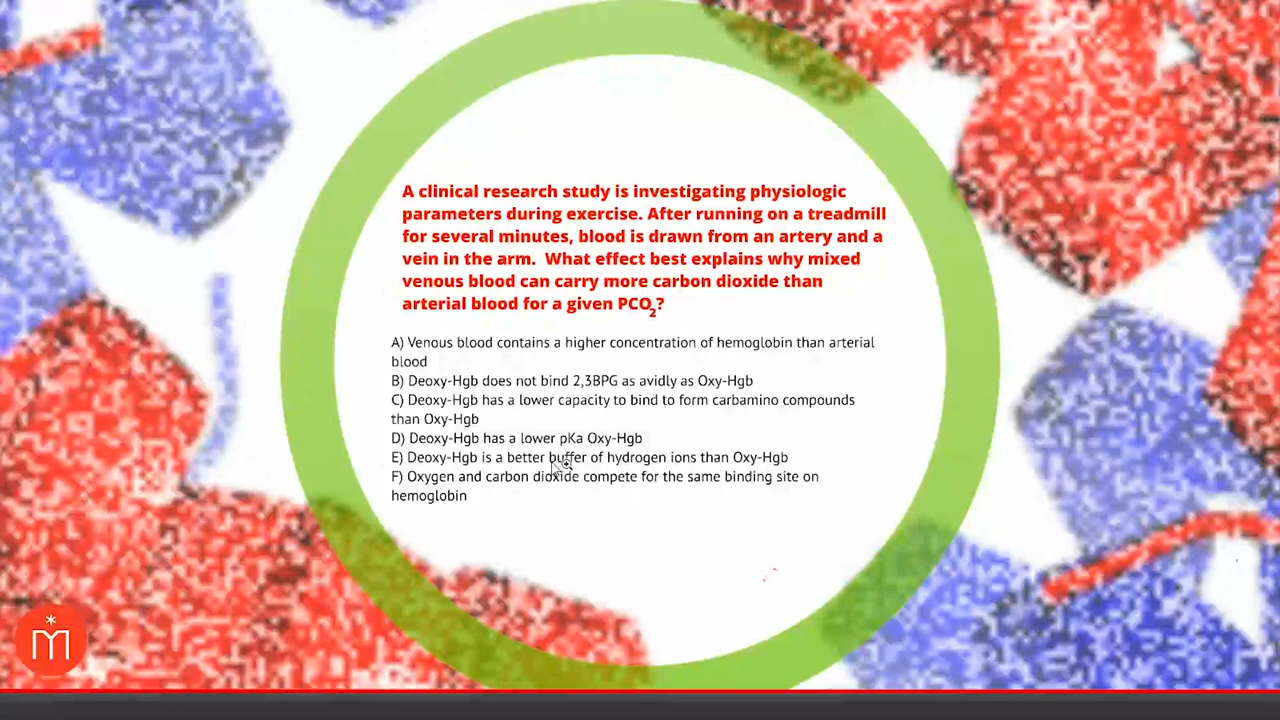 A clinical research study is investigating physiologic
parameters during exercise. After running on a treadmill
for several minutes, blood is drawn from an artery and a
vein in the arm.  What effect best explains why mixed
venous blood can carry more carbon dioxide than
arterial blood for a given PCO₂?
A) Venous blood contains a higher concentration of hemoglobin than arterial
blood
B) Deoxy-Hgb does not bind 2,3BPG as avidly as Oxy-Hgb
C) Deoxy-Hgb has a lower capacity to bind to form carbamino compounds
than Oxy-Hgb
D) Deoxy-Hgb has a lower pKa Oxy-Hgb
E) Deoxy-Hgb is a better buffer of hydrogen ions than Oxy-Hgb
F) Oxygen and carbon dioxide compete for the same binding site on
hemoglobin